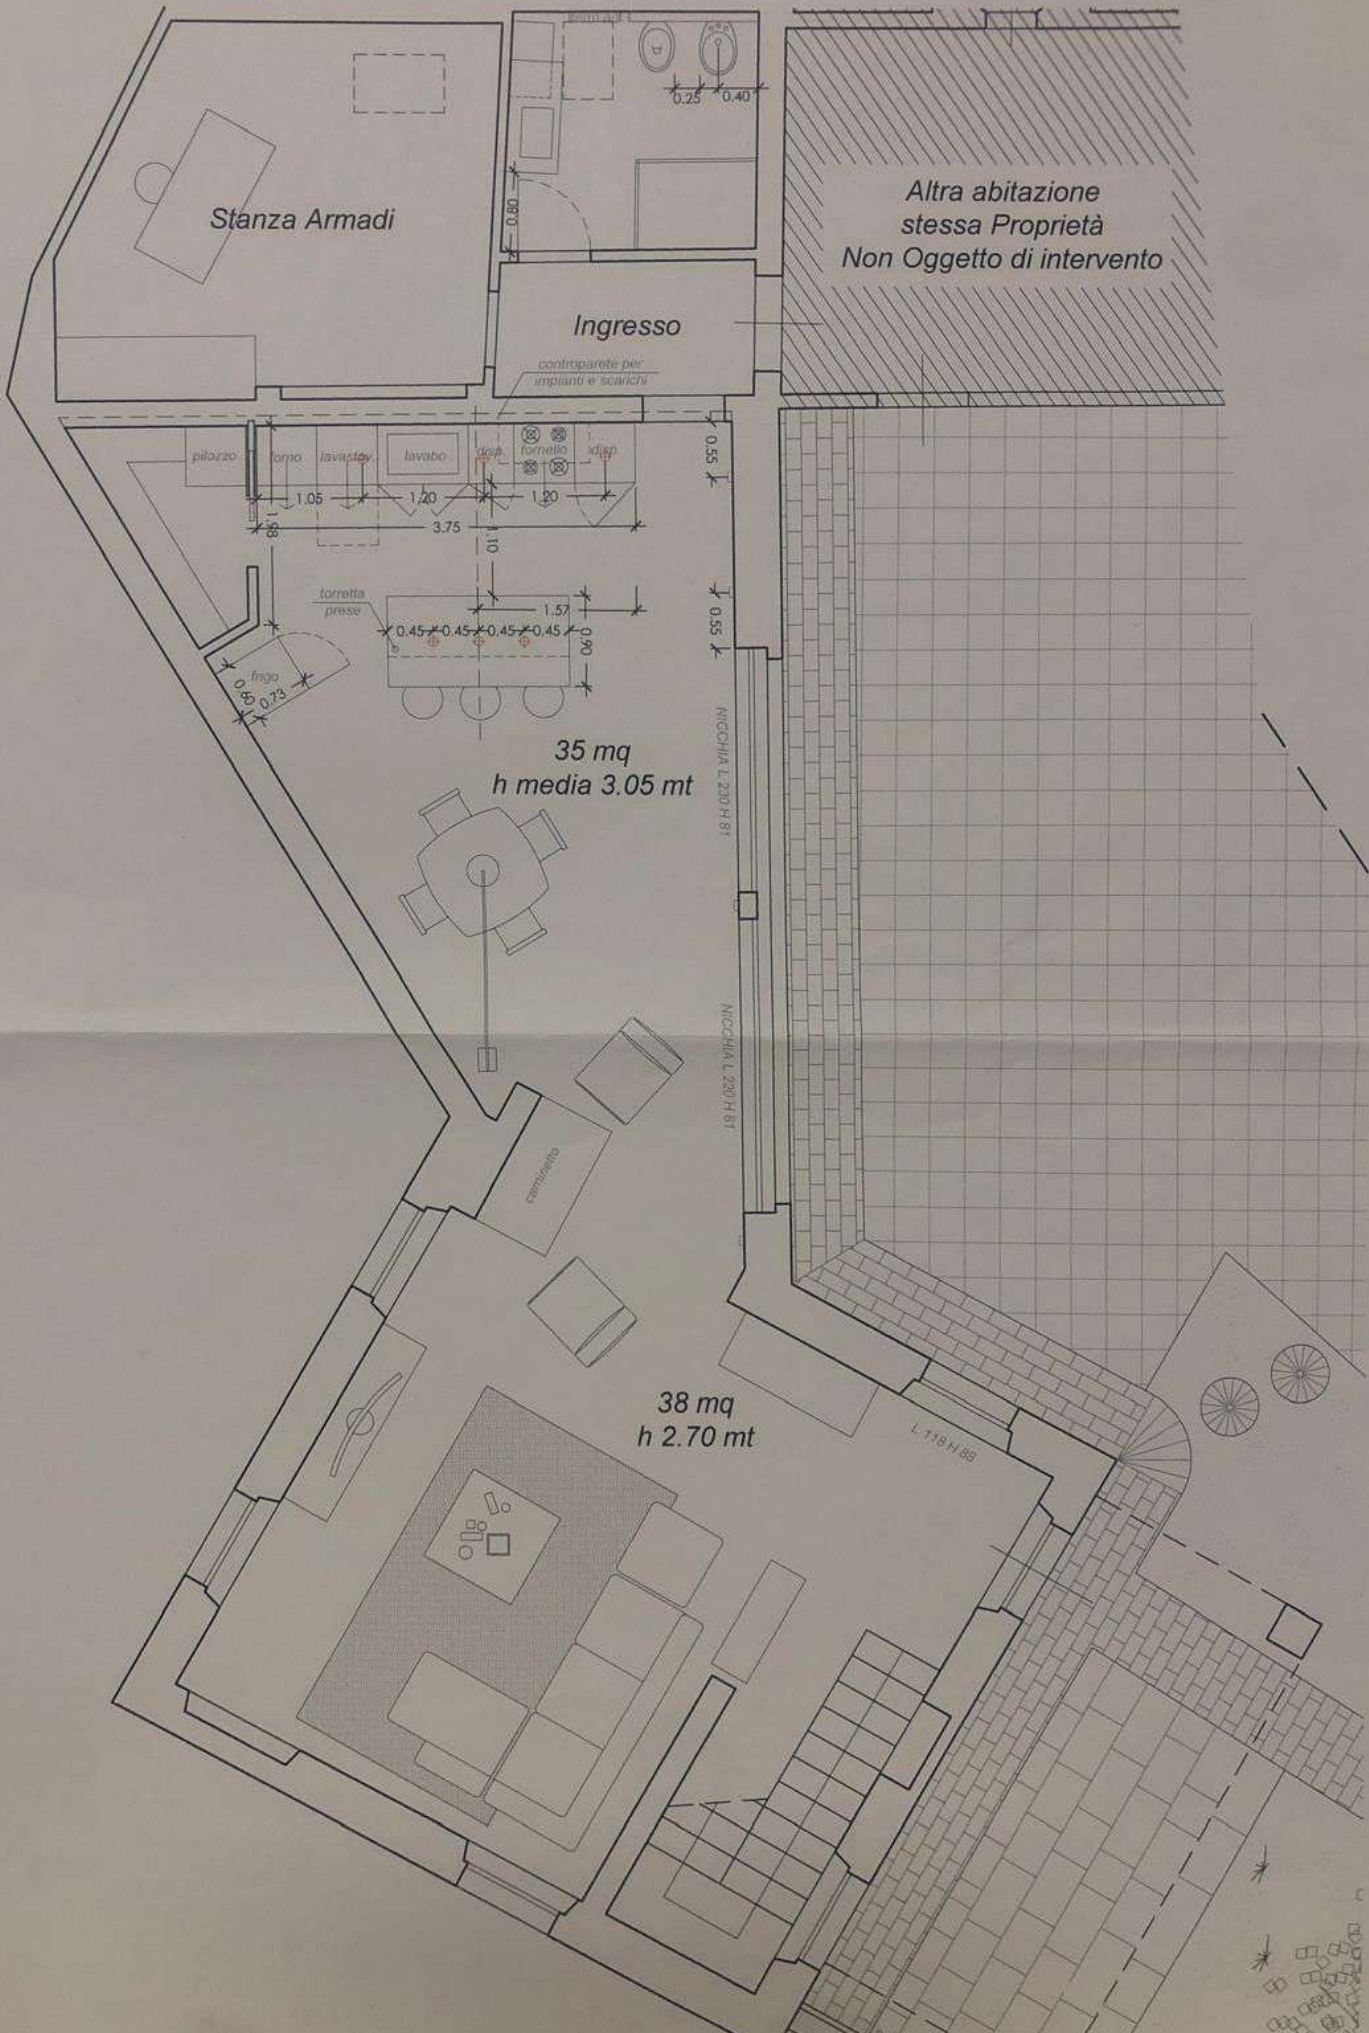 0.25
0.40
0.80
Stanza Armadi
Altra abitazione
stessa Proprietà
Non Oggetto di intervento
Ingresso
controparete per
impianti e scarichi
pilozzo
forno
lavastov.
lavabo
disp.
fornello
disp.
0.55
1.05
1.20
1.20
3.75
1.98
1.10
torretta
prese
1.57
0.55
0.45
0.45
0.45
0.45
0.90
frigo
0.60
0.73
35 mq
h media 3.05 mt
NICCHIA L 230 H 81
NICCHIA L 220 H 81
caminetto
38 mq
h 2.70 mt
L 118 H 88